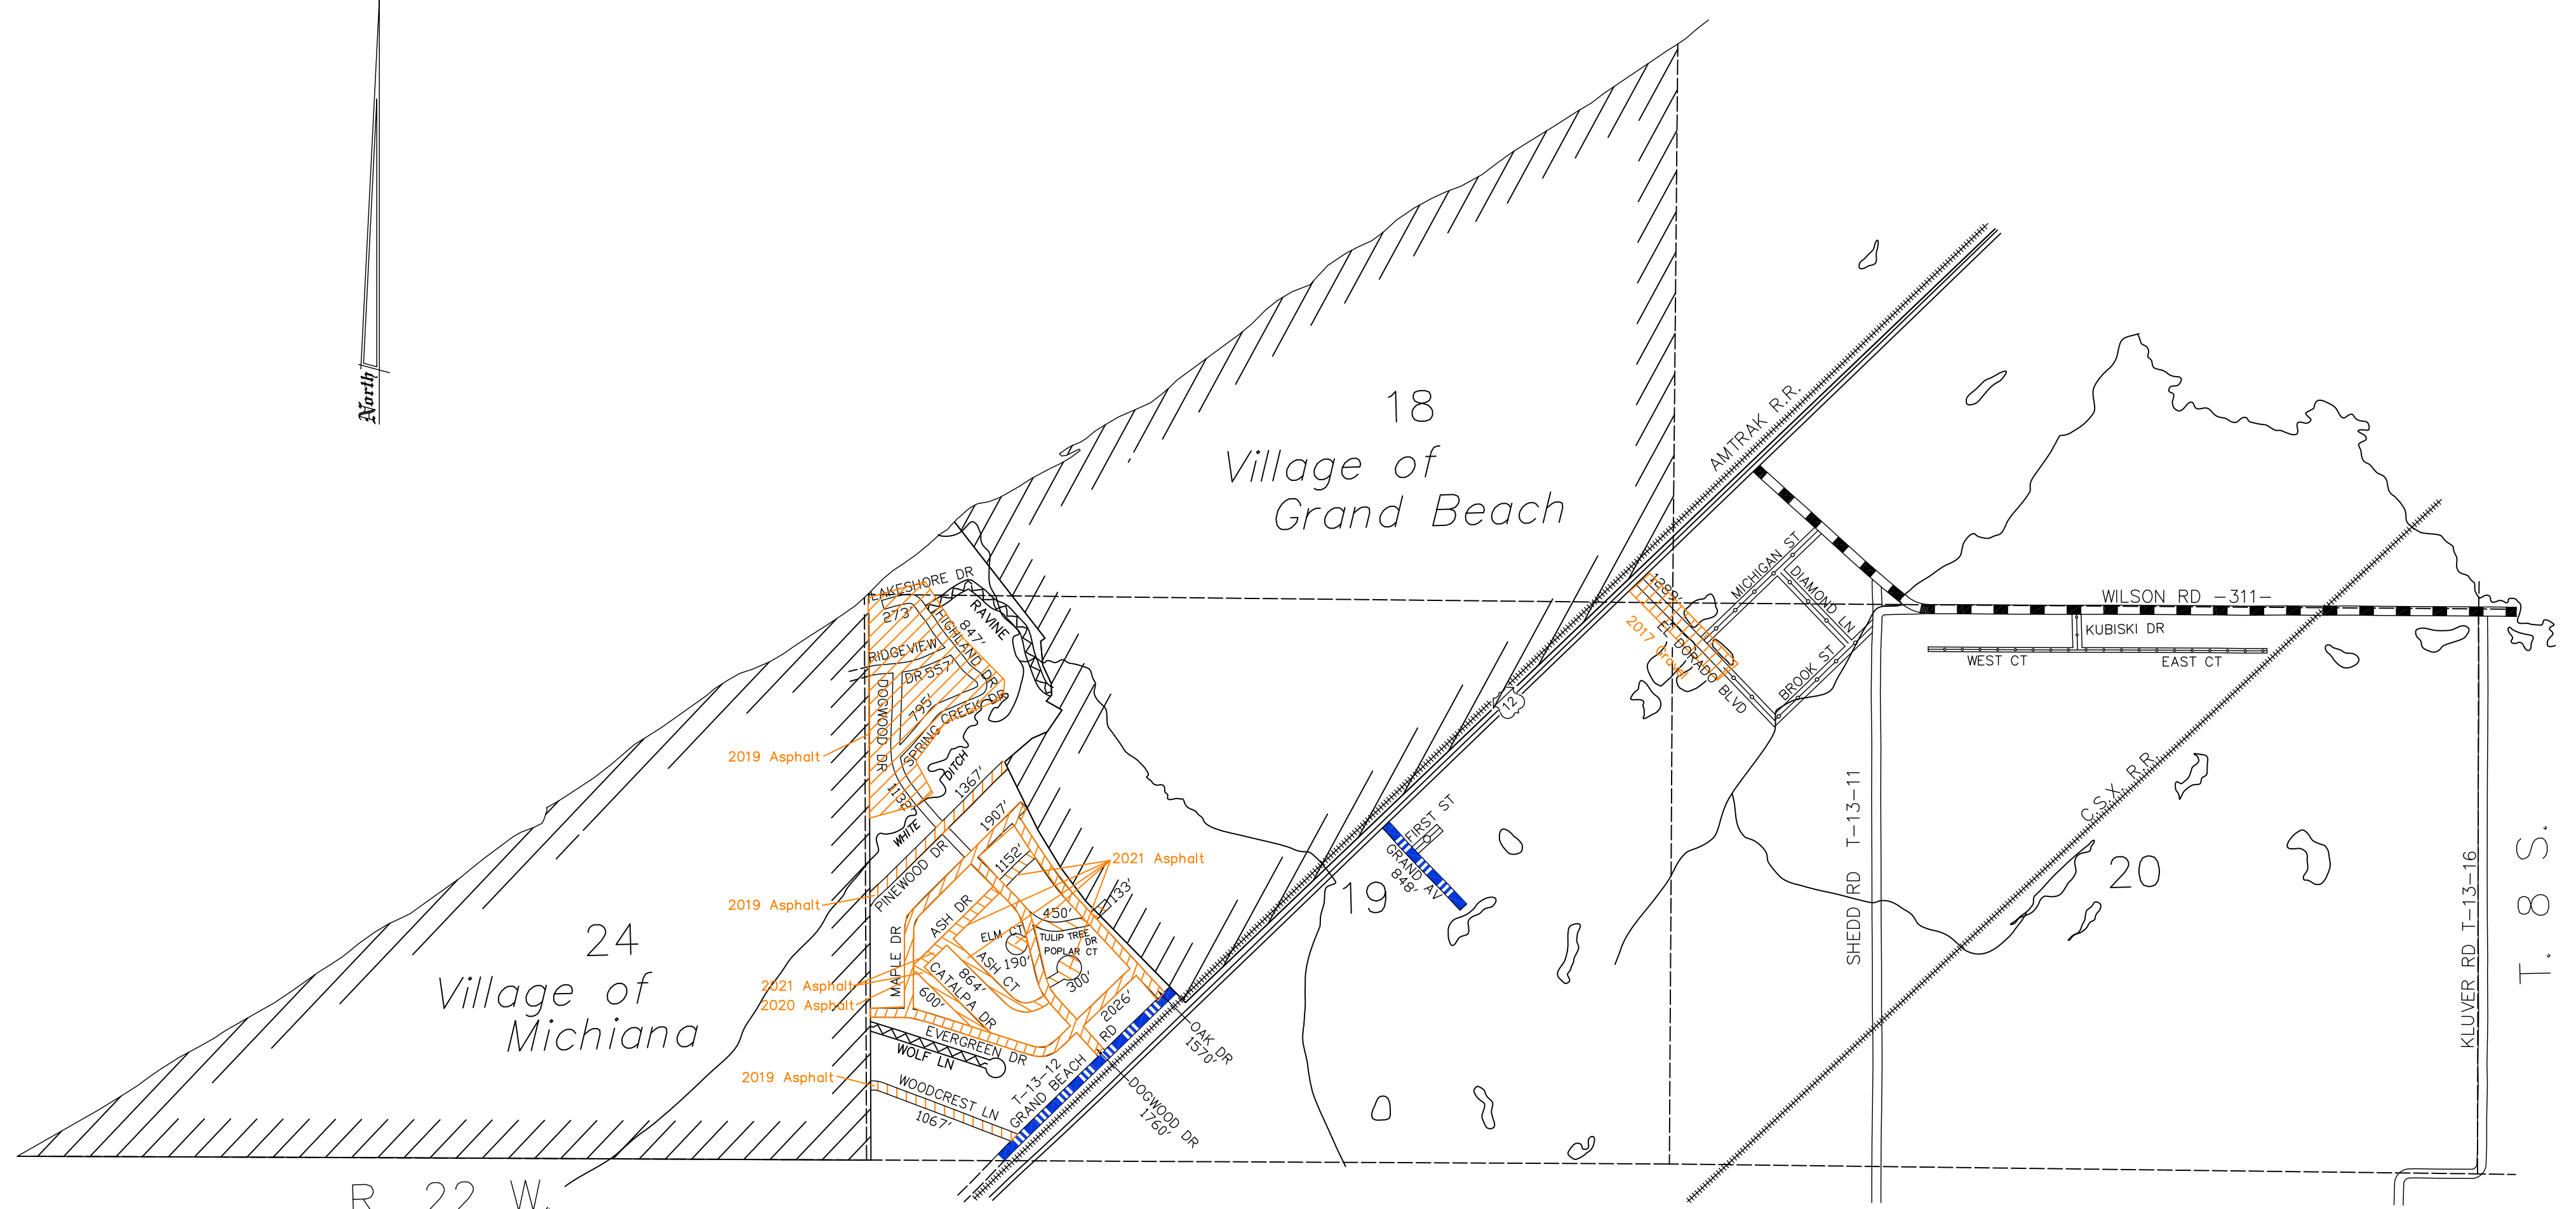 North
18
Village of
Grand Beach
AMTRAK R.R.
12
MICHIGAN ST
DIAMOND LN
BROOK ST
EL DORADO BLVD
2017 Gravel
WILSON RD -311-
KUBISKI DR
WEST CT
EAST CT
SHEDD RD T-13-11
C.S.X. R.R.
20
KLUVER RD T-13-16
T. 8 S.
19
FIRST ST
GRAND AV
848'
LAKESHORE DR
273'
HIGHLAND DR
847'
RAVINE
RIDGEVIEW
DR 557'
DOGWOOD DR
795'
SPRING CREEK DR
2019 Asphalt
WHITE DITCH
1367'
PINEWOOD DR
1907'
1152'
2021 Asphalt
1133'
2019 Asphalt
ASH DR
450'
ELM CT
TULIP TREE DR
POPLAR CT
190'
300'
ASH CT
864'
MAPLE DR
CATALPA DR
600'
2021 Asphalt
2020 Asphalt
EVERGREEN DR
WOLF LN
2026'
OAK DR
1570'
DOGWOOD DR
1760'
T-13-12
GRAND BEACH RD
2019 Asphalt
WOODCREST LN
1067'
24
Village of
Michiana
R. 22 W.